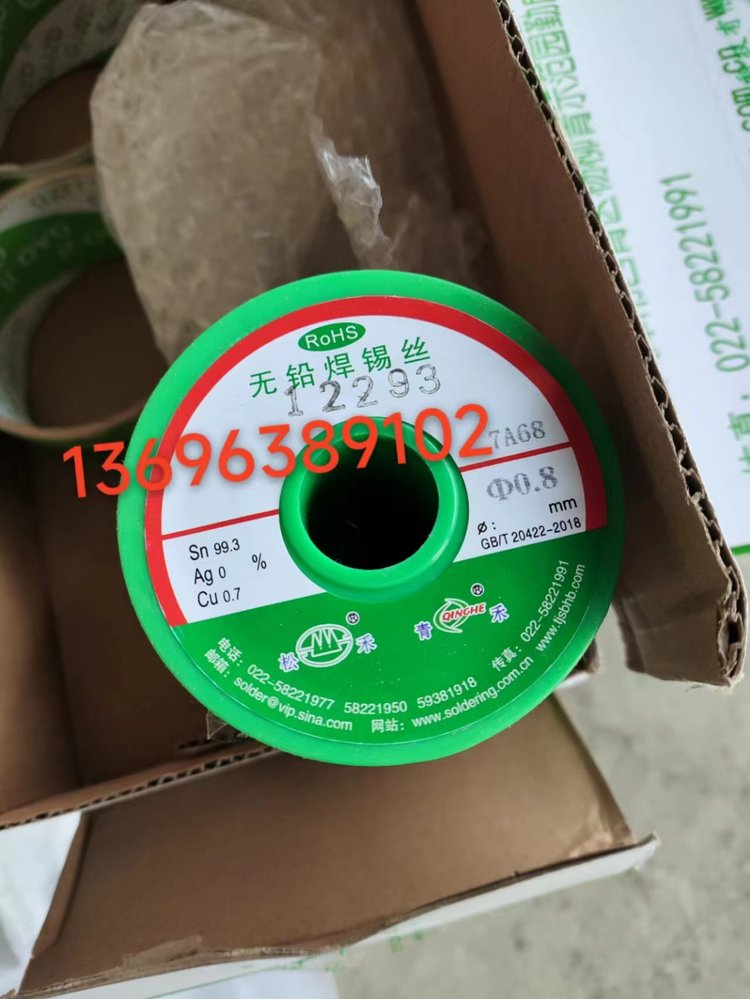 RoHS
无铅焊锡丝
12293
13696389102
7A68
Φ0.8
Ø: mm
GB/T 20422-2018
Sn 99.3
Ag 0 %
Cu 0.7
松禾 ® 青禾 QINGHE ®
电话: 022-58221977 58221950 59381918 传真: 022-58221991
邮箱: solder@vip.sina.com 网站: www.soldering.com.cn www.tjsbhb.com
022-58221991